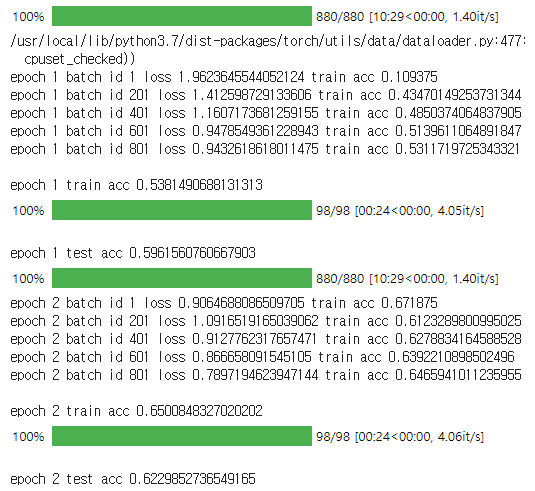 100% 880/880 [10:29<00:00, 1.40it/s]
/usr/local/lib/python3.7/dist-packages/torch/utils/data/dataloader.py:477:
cpuset_checked))
epoch 1 batch id 1 loss 1.9623645544052124 train acc 0.109375
epoch 1 batch id 201 loss 1.412598729133606 train acc 0.43470149253731344
epoch 1 batch id 401 loss 1.1607173681259155 train acc 0.4850374064837905
epoch 1 batch id 601 loss 0.9478549361228943 train acc 0.5139611064891847
epoch 1 batch id 801 loss 0.9432618618011475 train acc 0.5311719725343321
epoch 1 train acc 0.5381490688131313
100% 98/98 [00:24<00:00, 4.05it/s]
epoch 1 test acc 0.5961560760667903
100% 880/880 [10:29<00:00, 1.40it/s]
epoch 2 batch id 1 loss 0.9064688086509705 train acc 0.671875
epoch 2 batch id 201 loss 1.0916519165039062 train acc 0.6123289800995025
epoch 2 batch id 401 loss 0.9127762317657471 train acc 0.6278834164588528
epoch 2 batch id 601 loss 0.866658091545105 train acc 0.6392210898502496
epoch 2 batch id 801 loss 0.7897194623947144 train acc 0.6465941011235955
epoch 2 train acc 0.6500848327020202
100% 98/98 [00:24<00:00, 4.06it/s]
epoch 2 test acc 0.6229852736549165